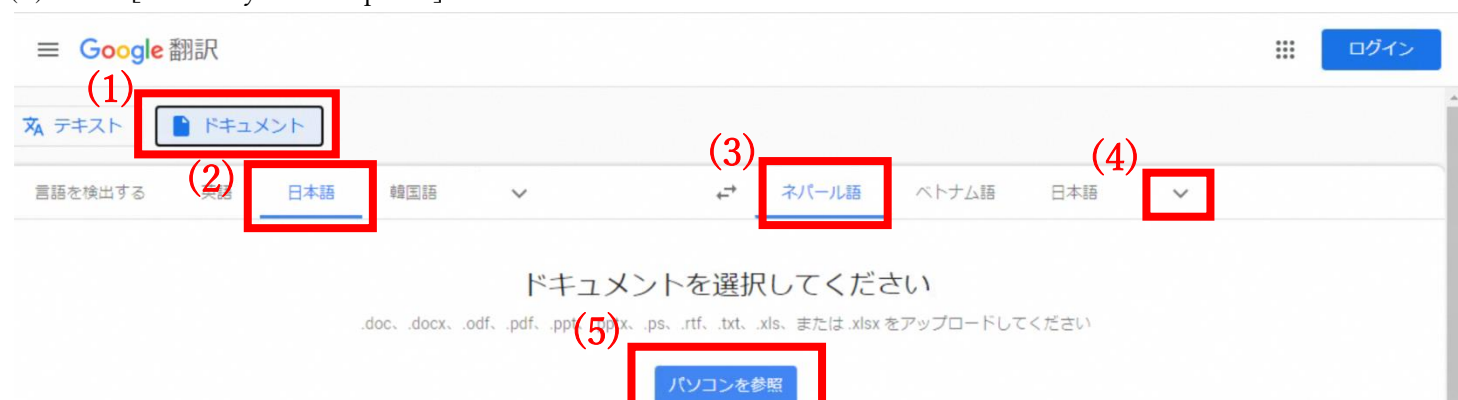 Google 翻訳
ログイン
(1)
テキスト
ドキュメント
(2)
(3)
(4)
言語を検出する 英語 日本語 韓国語
ネパール語 ベトナム語 日本語
ドキュメントを選択してください
.doc、.docx、.odf、.pdf、.ppt、.pptx、.ps、.rtf、.txt、.xls、または .xlsx をアップロードしてください
(5)
パソコンを参照